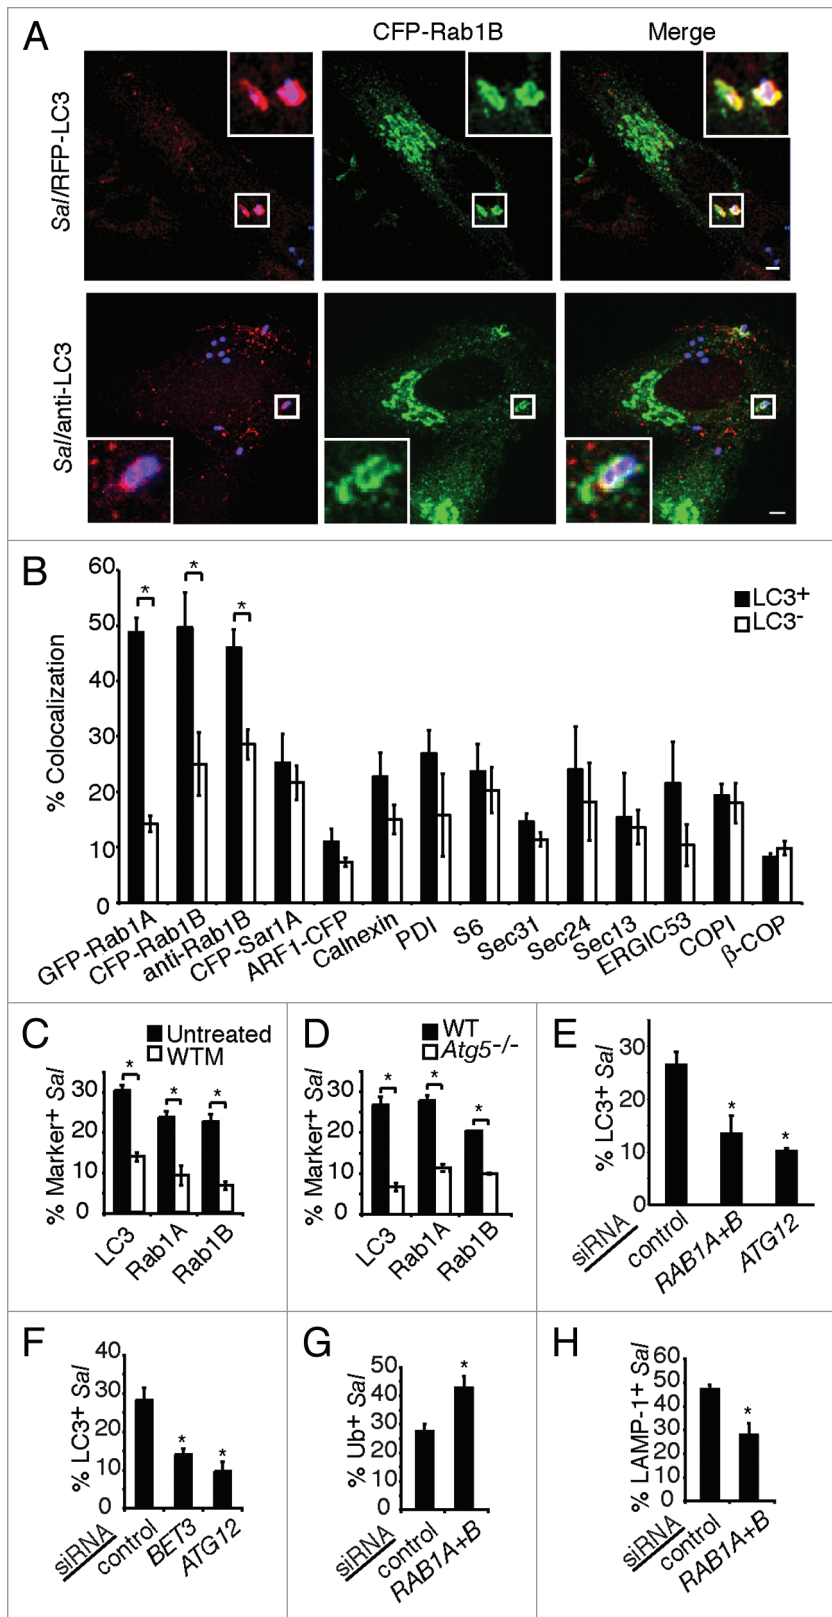 A
CFP-Rab1B
Merge
Sal/RFP-LC3
Sal/anti-LC3
B
% Colocalization
60
50
40
30
20
10
0
LC3+
LC3-
GFP-Rab1A
CFP-Rab1B
anti-Rab1B
CFP-Sar1A
ARF1-CFP
Calnexin
PDI
S6
Sec31
Sec24
Sec13
ERGIC53
COPI
β-COP
* * *
C
Untreated
WTM
% Marker+ Sal
30
20
10
0
* * *
LC3
Rab1A
Rab1B
D
WT
Atg5-/-
% Marker+ Sal
30
20
10
0
* * *
LC3
Rab1A
Rab1B
E
% LC3+ Sal
30
20
10
0
* *
siRNA
control
RAB1A+B
ATG12
F
% LC3+ Sal
40
30
20
10
0
* *
siRNA
control
BET3
ATG12
G
% Ub+ Sal
50
40
30
20
10
0
*
siRNA
control
RAB1A+B
H
% LAMP-1+ Sal
60
50
40
30
20
10
0
*
siRNA
control
RAB1A+B